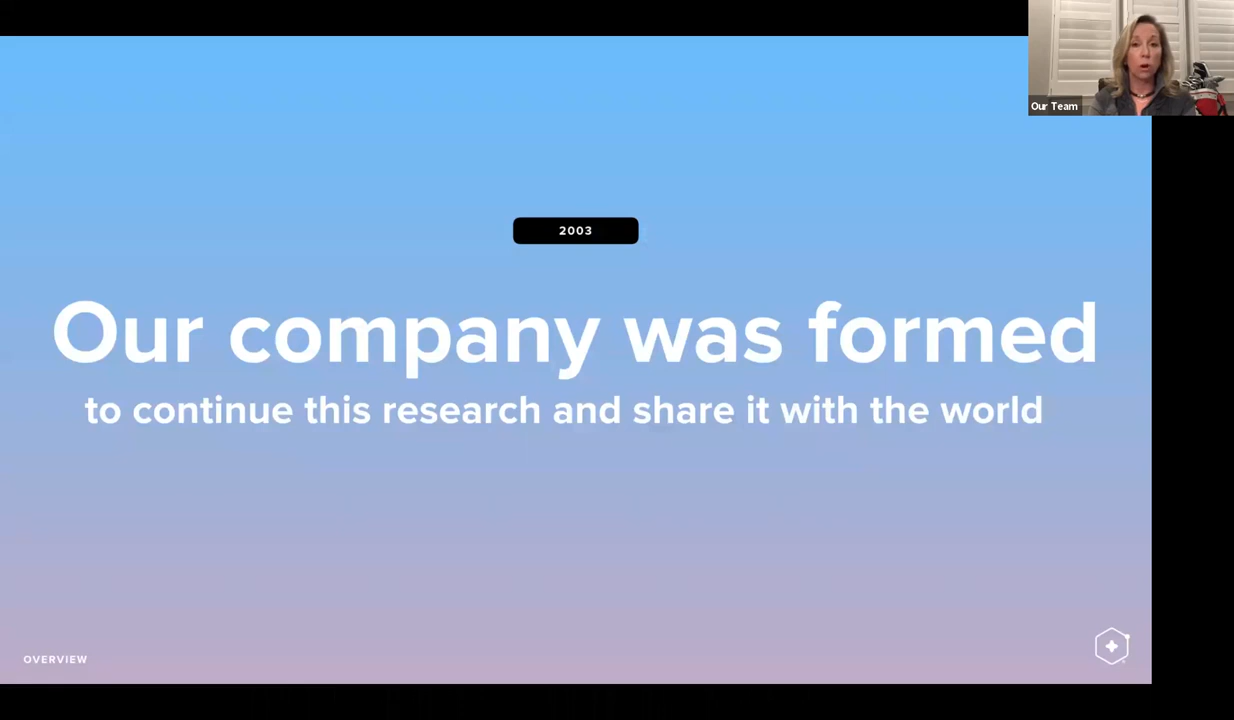 Our Team
2003
Our company was formed
to continue this research and share it with the world
OVERVIEW